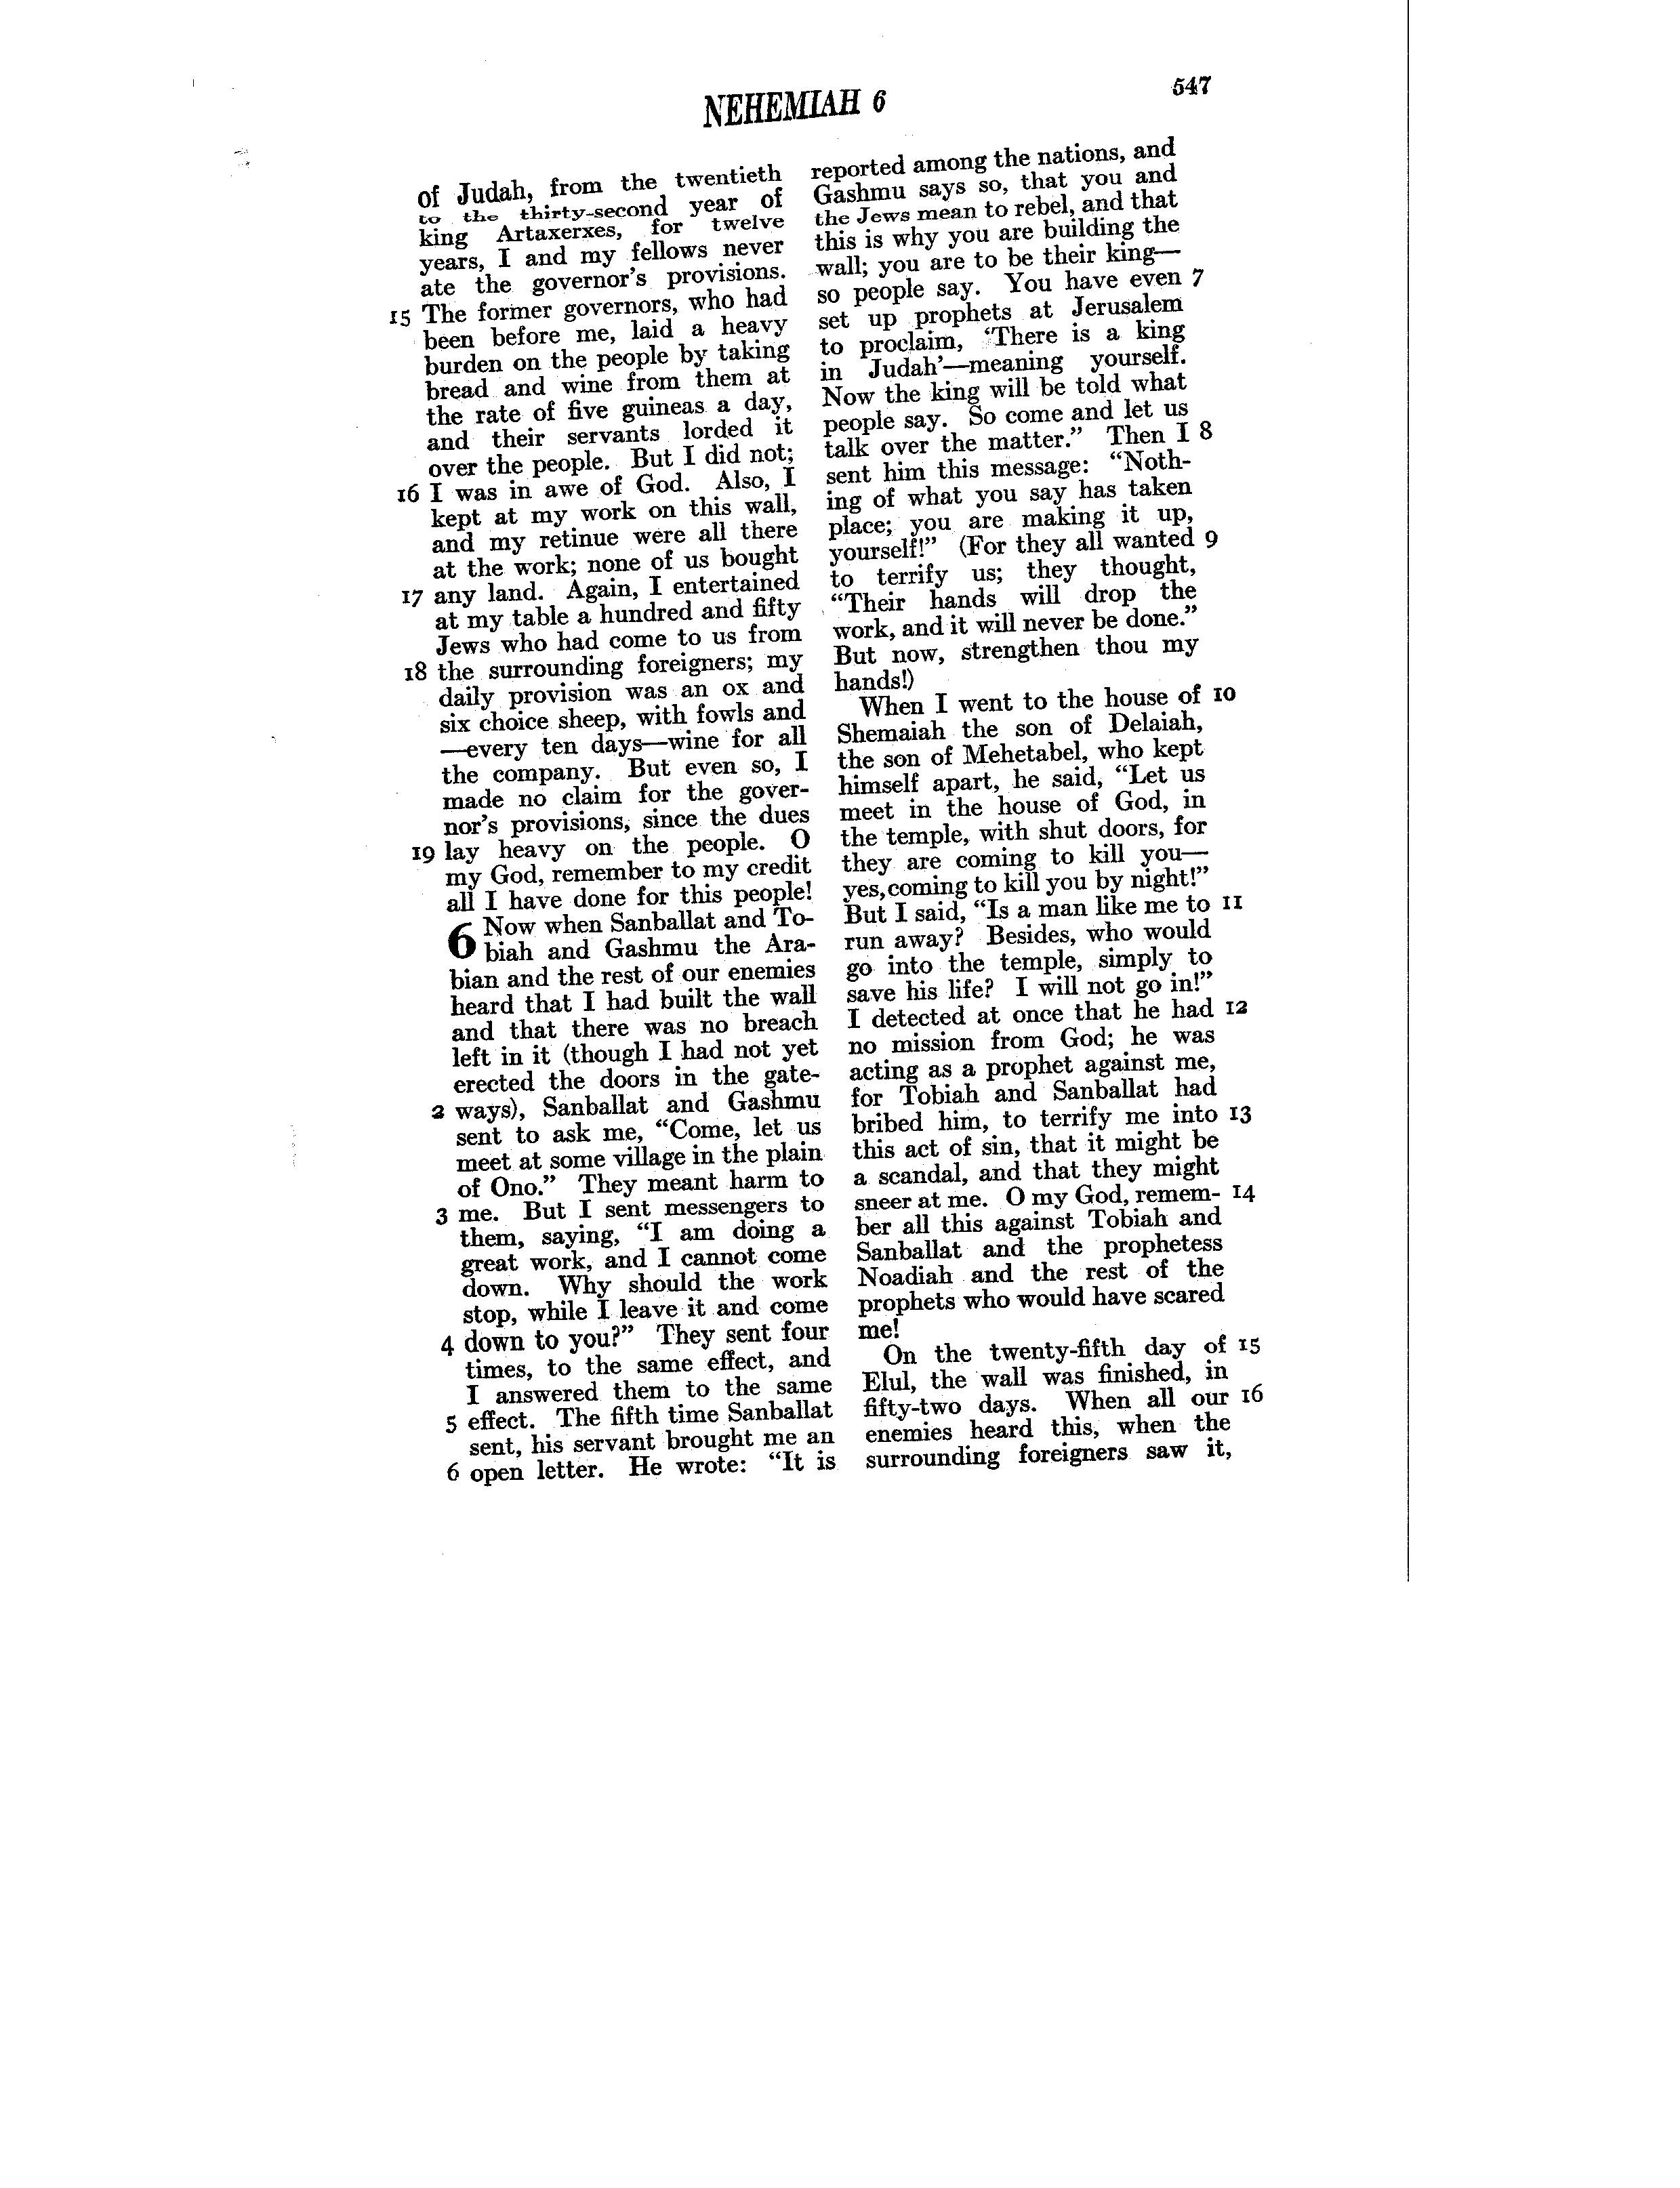 NEHEMIAH 6
547
of Judah, from the twentieth
to the thirty-second year of
king Artaxerxes, for twelve
years, I and my fellows never
ate the governor's provisions.
15 The former governors, who had
been before me, laid a heavy
burden on the people by taking
bread and wine from them at
the rate of five guineas a day,
and their servants lorded it
over the people. But I did not;
16 I was in awe of God. Also, I
kept at my work on this wall,
and my retinue were all there
at the work; none of us bought
17 any land. Again, I entertained
at my table a hundred and fifty
Jews who had come to us from
18 the surrounding foreigners; my
daily provision was an ox and
six choice sheep, with fowls and
—every ten days—wine for all
the company. But even so, I
made no claim for the gover-
nor's provisions, since the dues
19 lay heavy on the people. O
my God, remember to my credit
all I have done for this people!
6 Now when Sanballat and To-
biah and Gashmu the Ara-
bian and the rest of our enemies
heard that I had built the wall
and that there was no breach
left in it (though I had not yet
erected the doors in the gate-
2 ways), Sanballat and Gashmu
sent to ask me, “Come, let us
meet at some village in the plain
of Ono.” They meant harm to
3 me. But I sent messengers to
them, saying, “I am doing a
great work, and I cannot come
down. Why should the work
stop, while I leave it and come
4 down to you?” They sent four
times, to the same effect, and
I answered them to the same
5 effect. The fifth time Sanballat
sent, his servant brought me an
6 open letter. He wrote: “It is
reported among the nations, and
Gashmu says so, that you and
the Jews mean to rebel, and that
this is why you are building the
wall; you are to be their king—
so people say. You have even 7
set up prophets at Jerusalem
to proclaim, ‘There is a king
in Judah’—meaning yourself.
Now the king will be told what
people say. So come and let us
talk over the matter.” Then I 8
sent him this message: “Noth-
ing of what you say has taken
place; you are making it up,
yourself!” (For they all wanted 9
to terrify us; they thought,
“Their hands will drop the
work, and it will never be done.”
But now, strengthen thou my
hands!)
When I went to the house of 10
Shemaiah the son of Delaiah,
the son of Mehetabel, who kept
himself apart, he said, “Let us
meet in the house of God, in
the temple, with shut doors, for
they are coming to kill you—
yes, coming to kill you by night!”
But I said, “Is a man like me to 11
run away? Besides, who would
go into the temple, simply to
save his life? I will not go in!”
I detected at once that he had 12
no mission from God; he was
acting as a prophet against me,
for Tobiah and Sanballat had
bribed him, to terrify me into 13
this act of sin, that it might be
a scandal, and that they might
sneer at me. O my God, remem- 14
ber all this against Tobiah and
Sanballat and the prophetess
Noadiah and the rest of the
prophets who would have scared
me!
On the twenty-fifth day of 15
Elul, the wall was finished, in
fifty-two days. When all our 16
enemies heard this, when the
surrounding foreigners saw it,